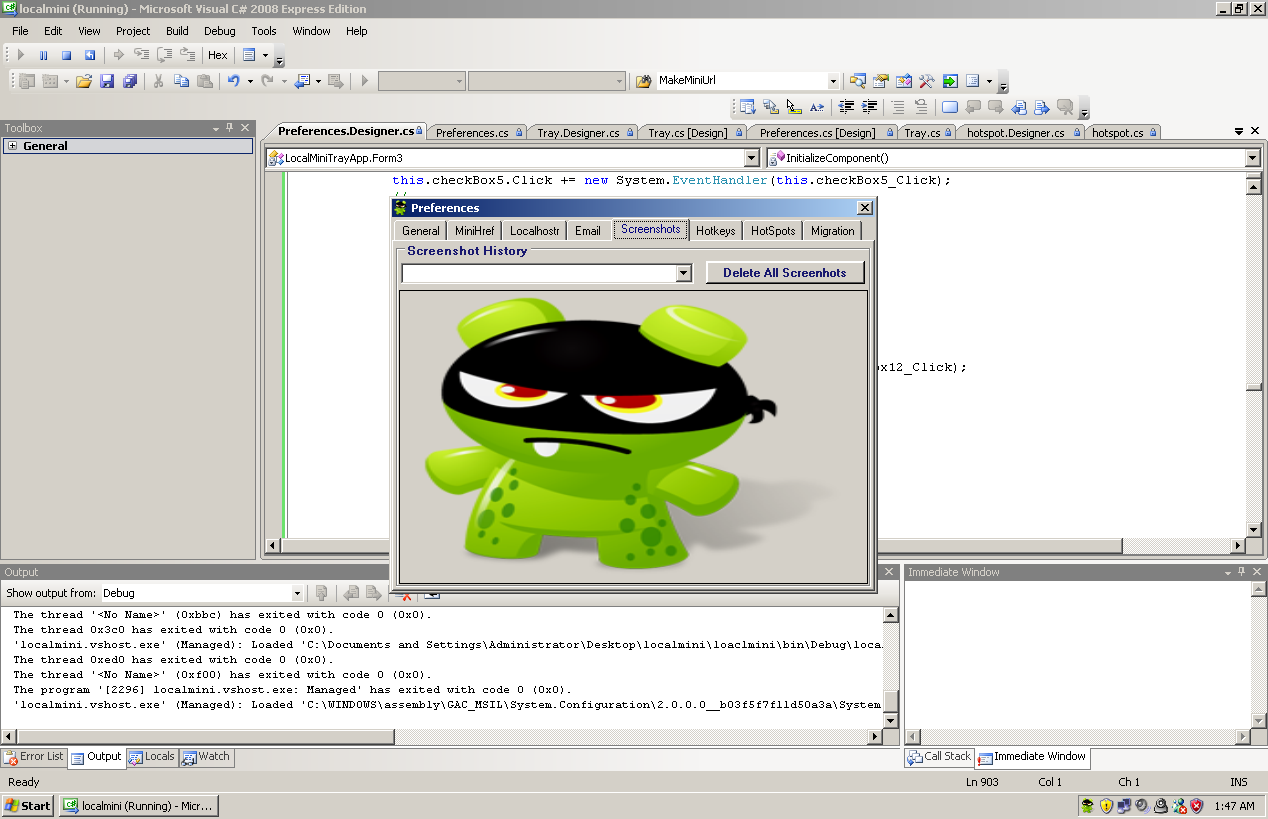 localmini (Running) - Microsoft Visual C# 2008 Express Edition
File Edit View Project Build Debug Tools Window Help
Hex
MakeMiniUrl
Toolbox
Preferences.Designer.cs Preferences.cs Tray.Designer.cs Tray.cs [Design] Preferences.cs [Design] Tray.cs hotspot.Designer.cs hotspot.cs
General
LocalMiniTrayApp.Form3 InitializeComponent()
this.checkBox5.Click += new System.EventHandler(this.checkBox5_Click);
//
Preferences
General MiniHref Localhostr Email Screenshots Hotkeys HotSpots Migration
Screenshot History
Delete All Screenhots
x12_Click);
Output
Immediate Window
Show output from: Debug
The thread '<No Name>' (0xbbc) has exited with code 0 (0x0).
The thread 0x3c0 has exited with code 0 (0x0).
'localmini.vshost.exe' (Managed): Loaded 'C:\Documents and Settings\Administrator\Desktop\localmini\loaclmini\bin\Debug\loca
The thread 0xed0 has exited with code 0 (0x0).
The thread '<No Name>' (0xf00) has exited with code 0 (0x0).
The program '[2296] localmini.vshost.exe: Managed' has exited with code 0 (0x0).
'localmini.vshost.exe' (Managed): Loaded 'C:\WINDOWS\assembly\GAC_MSIL\System.Configuration\2.0.0.0__b03f5f7f11d50a3a\System
Error List Output Locals Watch Call Stack Immediate Window
Ready Ln 903 Col 1 Ch 1 INS
Start localmini (Running) - Micr... 1:47 AM